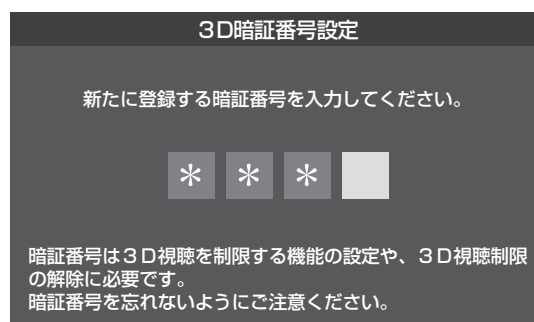 3D暗証番号設定
新たに登録する暗証番号を入力してください。
＊ ＊ ＊
暗証番号は３Ｄ視聴を制限する機能の設定や、３Ｄ視聴制限
の解除に必要です。
暗証番号を忘れないようにご注意ください。